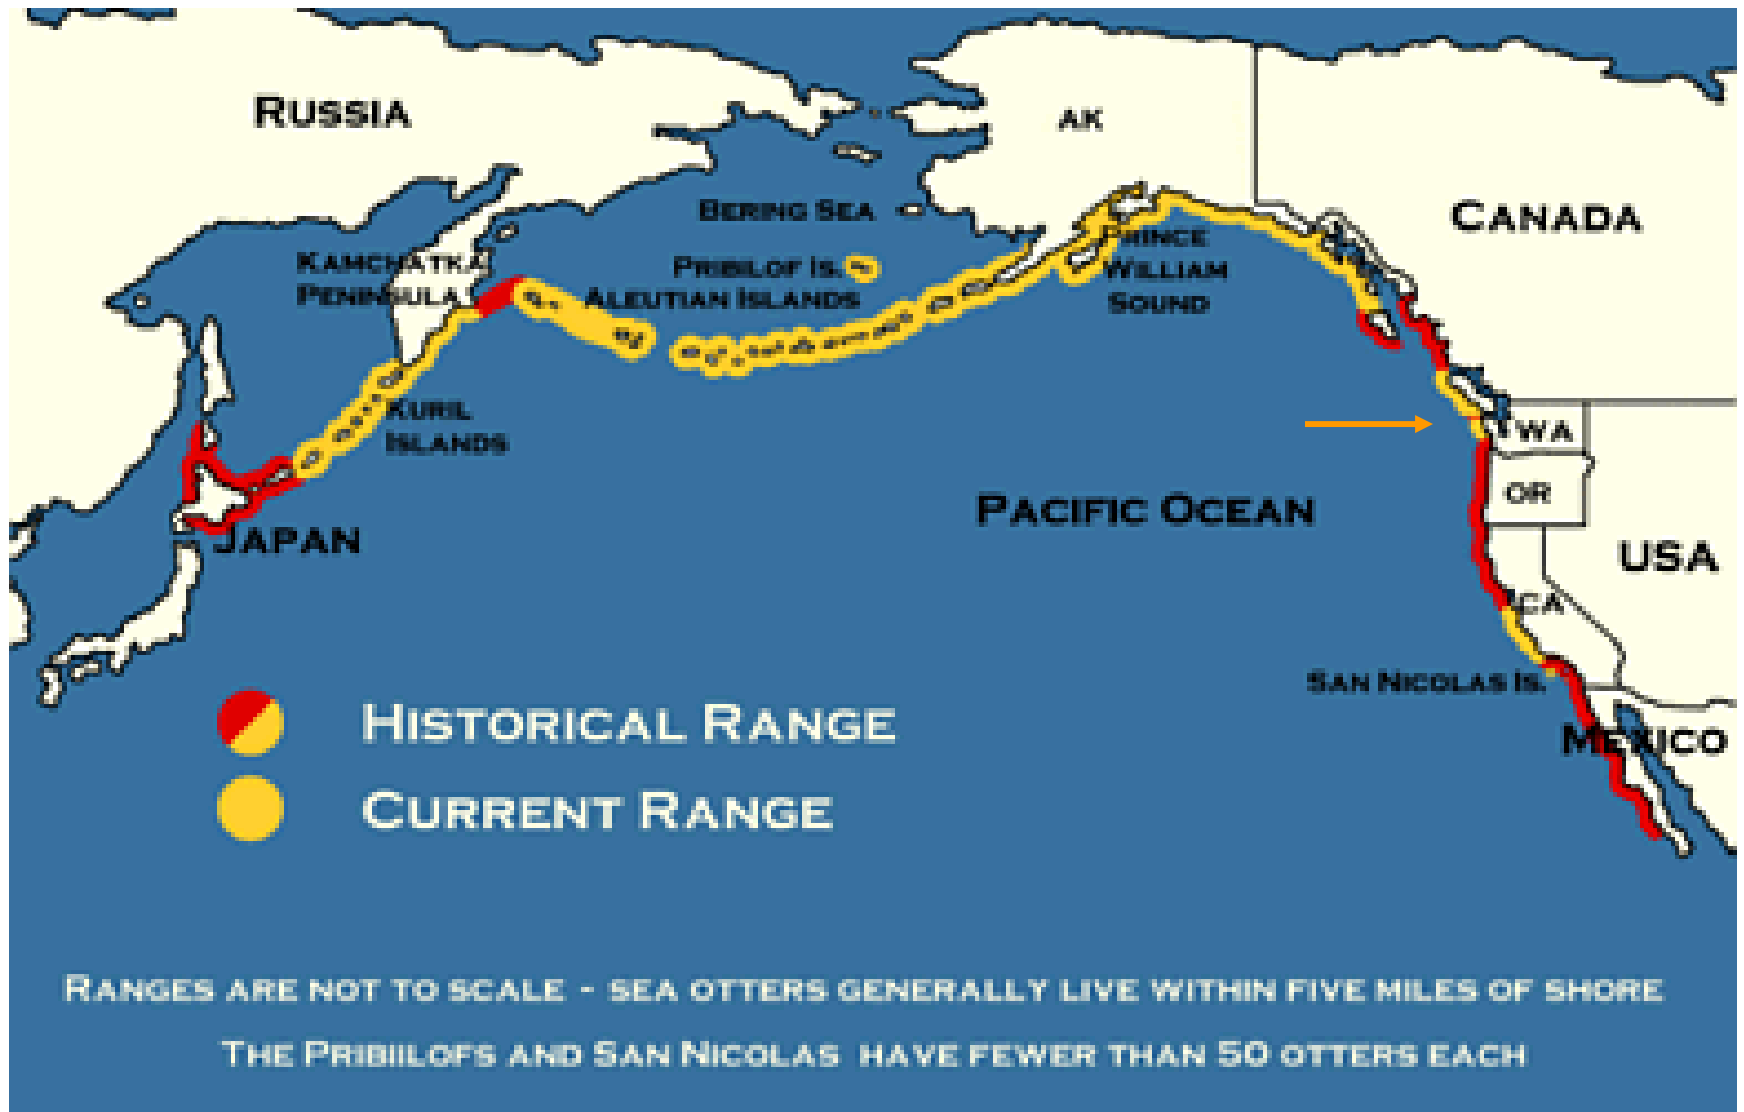 RUSSIA
AK
CANADA
BERING SEA
KAMCHATKA
PENINSULA
PRIBILOF IS.
ALEUTIAN ISLANDS
PRINCE
WILLIAM
SOUND
KURIL
ISLANDS
WA
OR
PACIFIC OCEAN
JAPAN
USA
CA
SAN NICOLAS IS.
MEXICO
HISTORICAL RANGE
CURRENT RANGE
RANGES ARE NOT TO SCALE - SEA OTTERS GENERALLY LIVE WITHIN FIVE MILES OF SHORE
THE PRIBIILOFS AND SAN NICOLAS HAVE FEWER THAN 50 OTTERS EACH